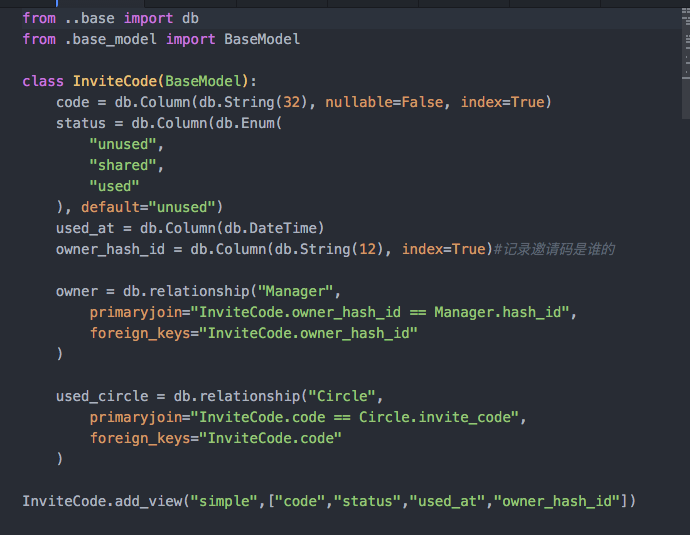 from ..base import db
from .base_model import BaseModel

class InviteCode(BaseModel):
    code = db.Column(db.String(32), nullable=False, index=True)
    status = db.Column(db.Enum(
        "unused",
        "shared",
        "used"
    ), default="unused")
    used_at = db.Column(db.DateTime)
    owner_hash_id = db.Column(db.String(12), index=True)#记录邀请码是谁的

    owner = db.relationship("Manager",
        primaryjoin="InviteCode.owner_hash_id == Manager.hash_id",
        foreign_keys="InviteCode.owner_hash_id"
    )

    used_circle = db.relationship("Circle",
        primaryjoin="InviteCode.code == Circle.invite_code",
        foreign_keys="InviteCode.code"
    )

InviteCode.add_view("simple",["code","status","used_at","owner_hash_id"])